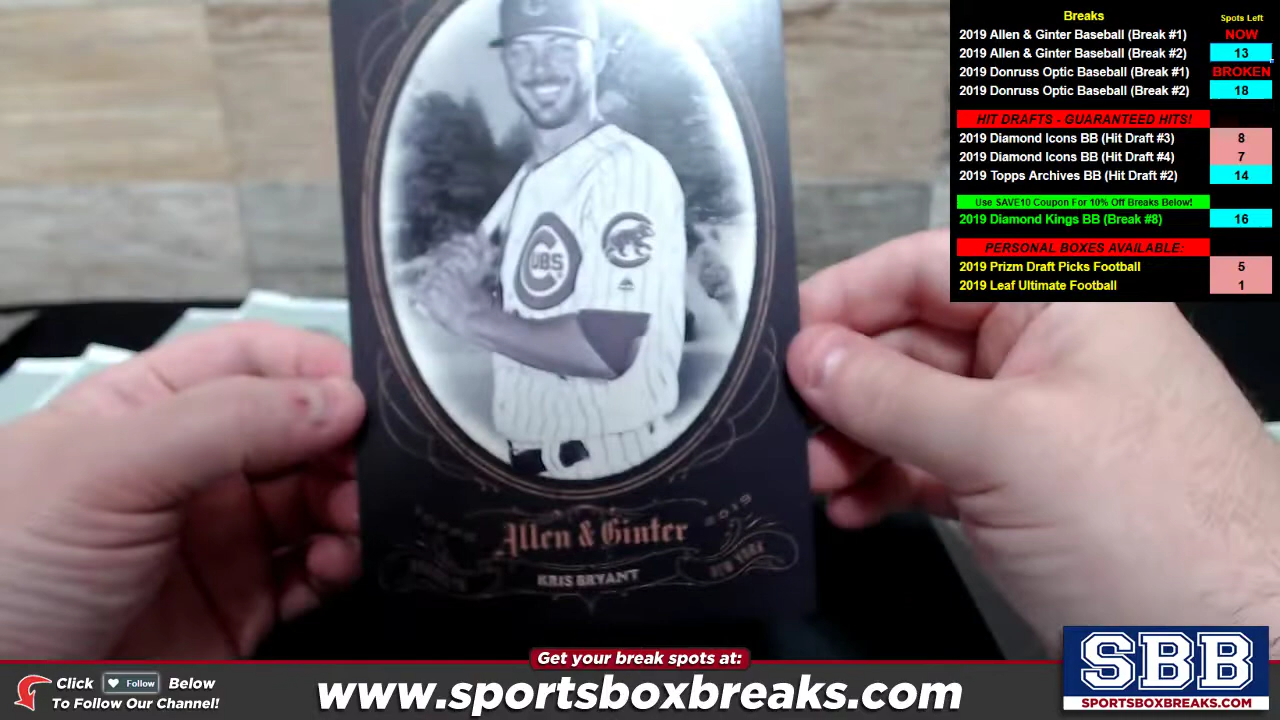 Breaks Spots Left
2019 Allen & Ginter Baseball (Break #1) NOW
2019 Allen & Ginter Baseball (Break #2) 13
2019 Donruss Optic Baseball (Break #1) BROKEN
2019 Donruss Optic Baseball (Break #2) 18
HIT DRAFTS - GUARANTEED HITS!
2019 Diamond Icons BB (Hit Draft #3) 8
2019 Diamond Icons BB (Hit Draft #4) 7
2019 Topps Archives BB (Hit Draft #2) 14
Use SAVE10 Coupon For 10% Off Breaks Below!
2019 Diamond Kings BB (Break #8) 16
PERSONAL BOXES AVAILABLE:
2019 Prizm Draft Picks Football 5
2019 Leaf Ultimate Football 1
C
CUBS
TOPPS 2019
Allen & Ginter
NEW YORK
KRIS BRYANT
Get your break spots at:
Click Follow Below
To Follow Our Channel!
www.sportsboxbreaks.com
SBB
SPORTSBOXBREAKS.COM